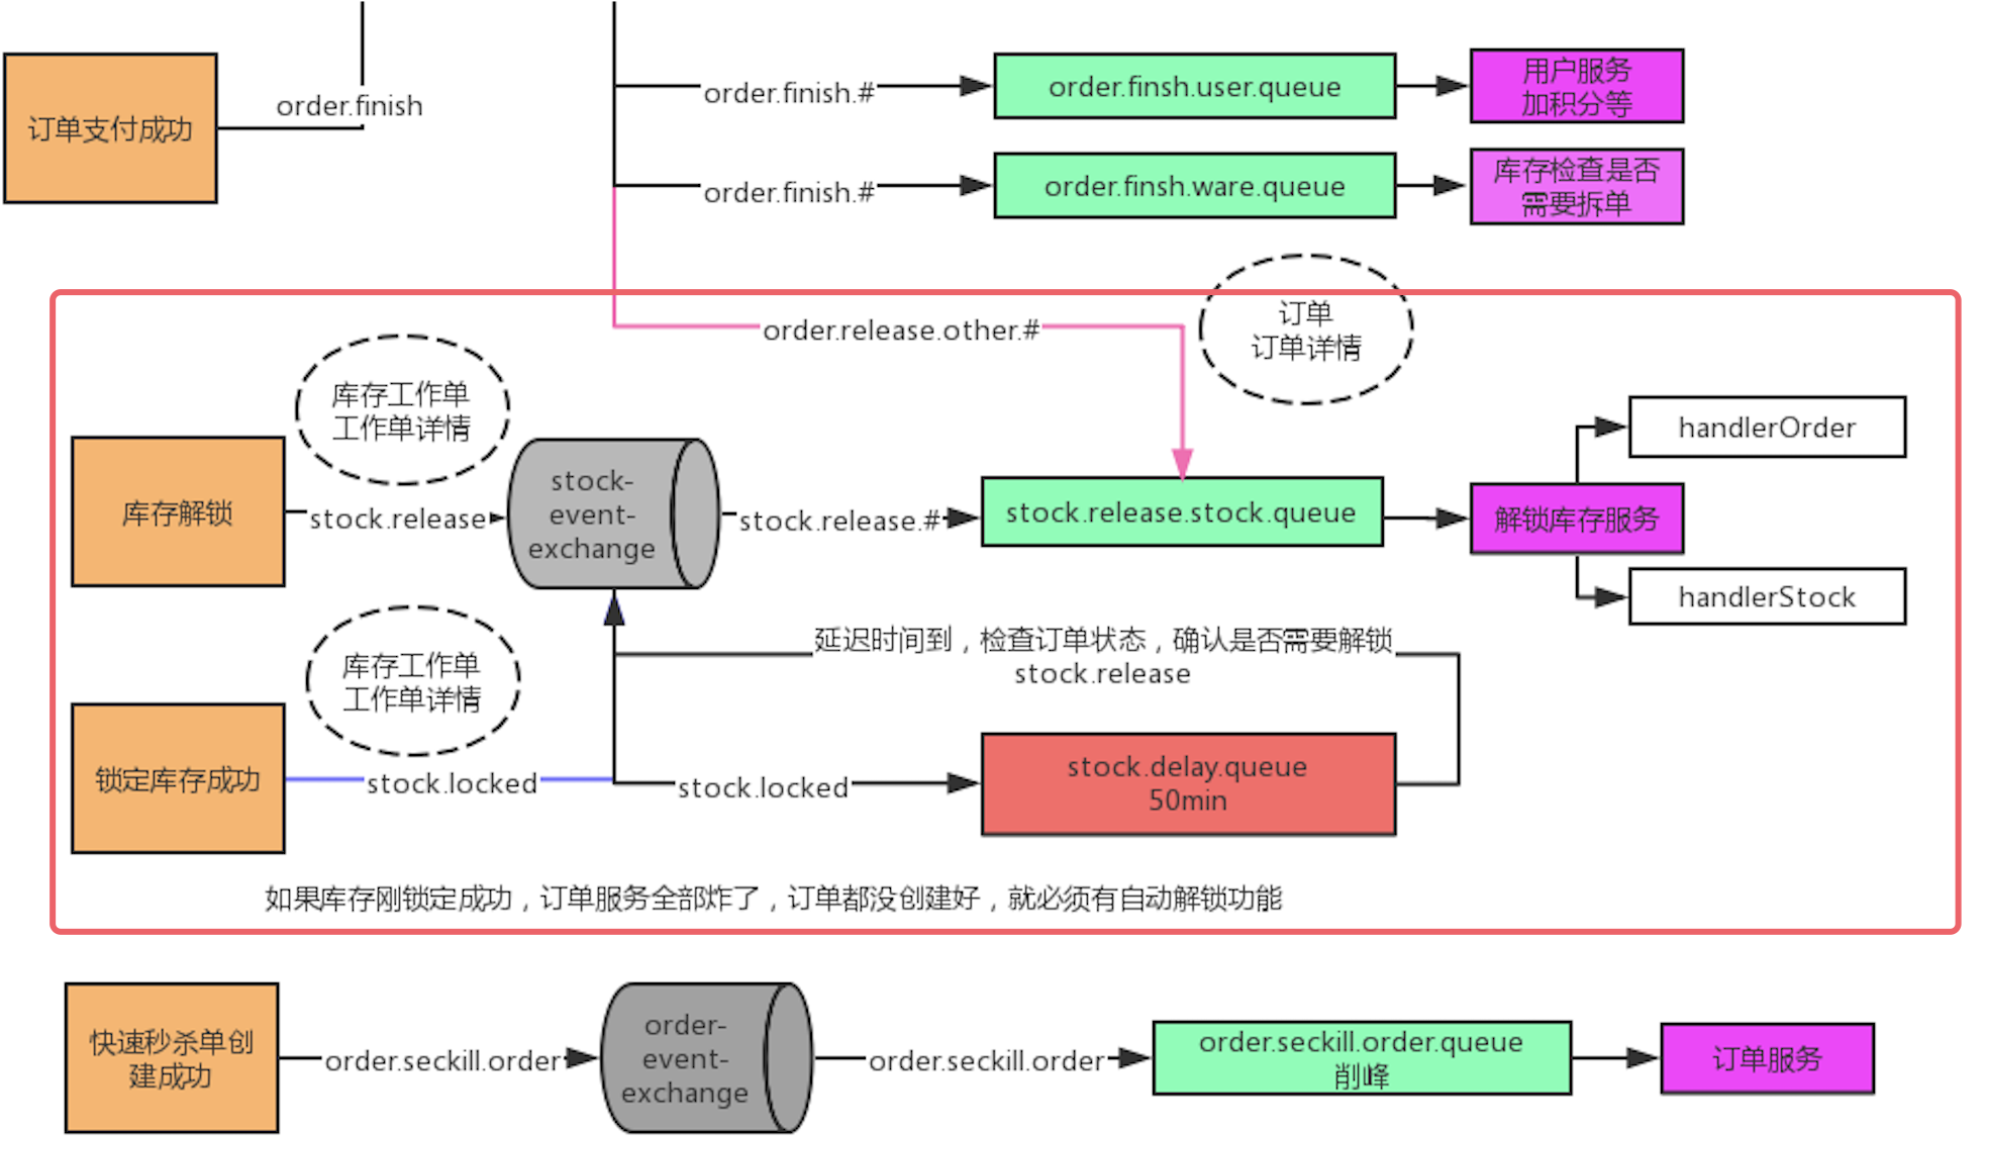 订单支付成功
order.finish
order.finish.#
order.finsh.user.queue
用户服务
加积分等
order.finish.#
order.finsh.ware.queue
库存检查是否
需要拆单
order.release.other.#
订单
订单详情
库存工作单
工作单详情
库存解锁
stock.release
stock-
event-
exchange
stock.release.#
stock.release.stock.queue
解锁库存服务
handlerOrder
handlerStock
库存工作单
工作单详情
延迟时间到，检查订单状态，确认是否需要解锁
stock.release
锁定库存成功
stock.locked
stock.locked
stock.delay.queue
50min
如果库存刚锁定成功，订单服务全部炸了，订单都没创建好，就必须有自动解锁功能
快速秒杀单创
建成功
order.seckill.order
order-
event-
exchange
order.seckill.order
order.seckill.order.queue
削峰
订单服务